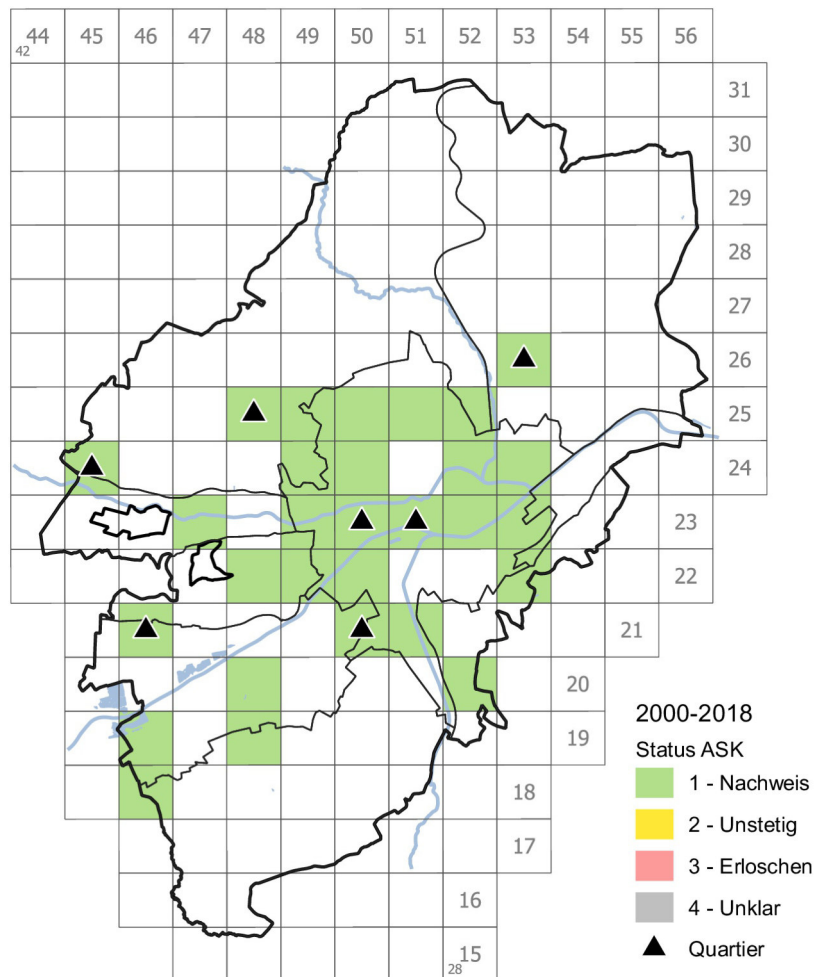 44 45 46 47 48 49 50 51 52 53 54 55 56
42
31
30
29
28
27
26
25
24
23
22
21
20
19
18
17
16
15
28
2000-2018
Status ASK
1 - Nachweis
2 - Unstetig
3 - Erloschen
4 - Unklar
Quartier